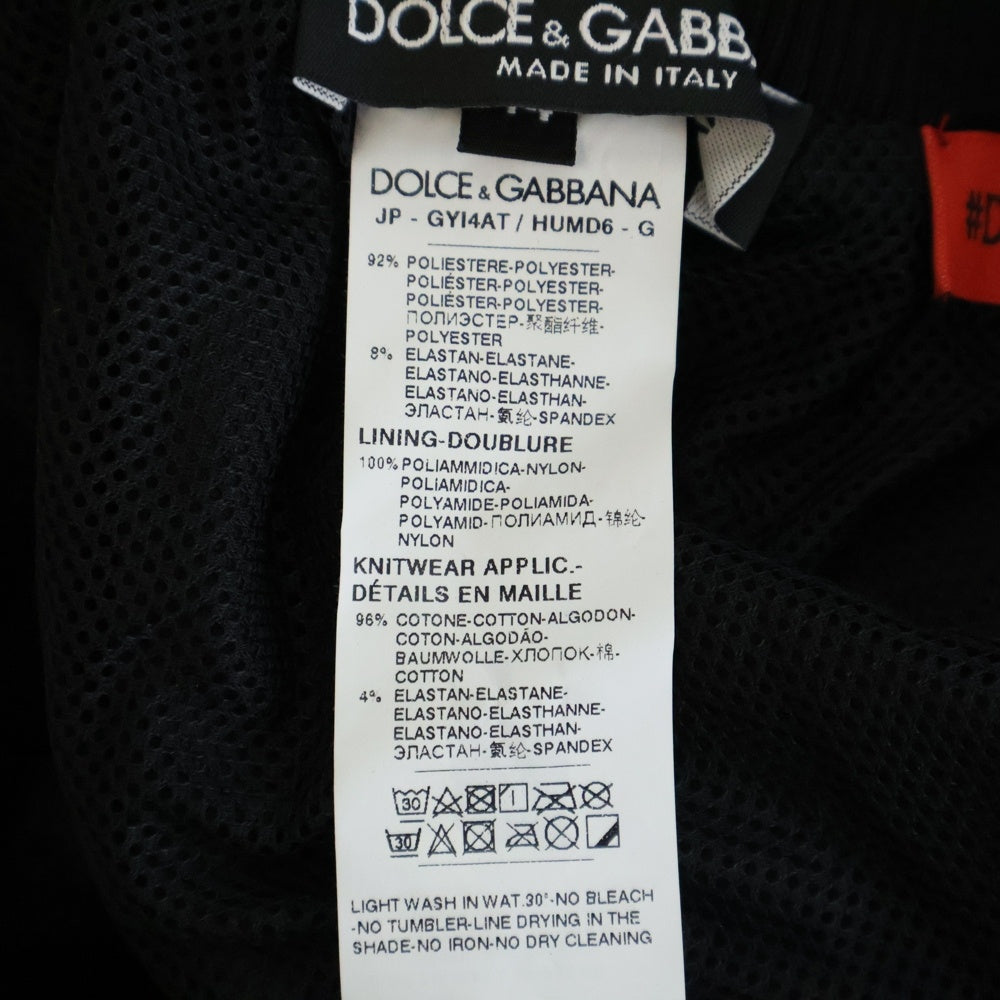 DOLCE & GABB
MADE IN ITALY
DOLCE & GABBANA
JP - GYI4AT / HUMD6 - G
92% POLIESTERE-POLYESTER-
POLIÉSTER-POLYESTER-
POLIÉSTER-POLYESTER-
ПОЛИЭСТЕР-聚酯纤维-
POLYESTER
8% ELASTAN-ELASTANE-
ELASTANO-ELASTHANNE-
ELASTANO-ELASTHAN-
ЭЛАСТАН-氨纶-SPANDEX
LINING-DOUBLURE
100% POLIAMMIDICA-NYLON-
POLIAMIDICA-
POLYAMIDE-POLIAMIDA-
POLYAMID-ПОЛИАМИД-锦纶-
NYLON
KNITWEAR APPLIC.-
DÉTAILS EN MAILLE
96% COTONE-COTTON-ALGODON-
COTON-ALGODÃO-
BAUMWOLLE-ХЛОПОК-棉-
COTTON
4% ELASTAN-ELASTANE-
ELASTANO-ELASTHANNE-
ELASTANO-ELASTHAN-
ЭЛАСТАН-氨纶-SPANDEX
30
30
LIGHT WASH IN WAT.30°-NO BLEACH
-NO TUMBLER-LINE DRYING IN THE
SHADE-NO IRON-NO DRY CLEANING
#D